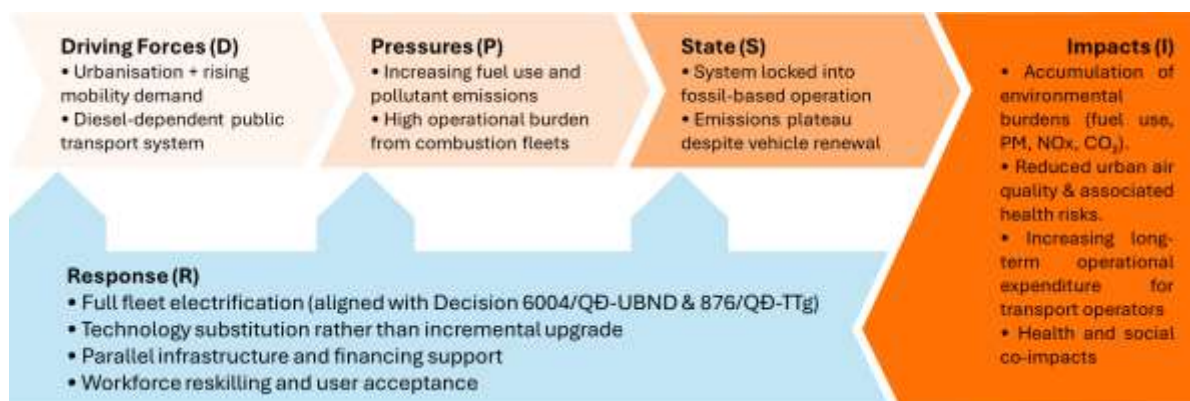 Driving Forces (D)
• Urbanisation + rising
mobility demand
• Diesel-dependent public
transport system
Pressures (P)
• Increasing fuel use and
pollutant emissions
• High operational burden
from combustion fleets
State (S)
• System locked into
fossil-based operation
• Emissions plateau
despite vehicle renewal
Impacts (I)
• Accumulation of
environmental
burdens (fuel use,
PM, NOx, CO₂).
• Reduced urban air
quality & associated
health risks.
• Increasing long-
term operational
expenditure for
transport operators
• Health and social
co-impacts
Response (R)
• Full fleet electrification (aligned with Decision 6004/QĐ-UBND & 876/QĐ-TTg)
• Technology substitution rather than incremental upgrade
• Parallel infrastructure and financing support
• Workforce reskilling and user acceptance